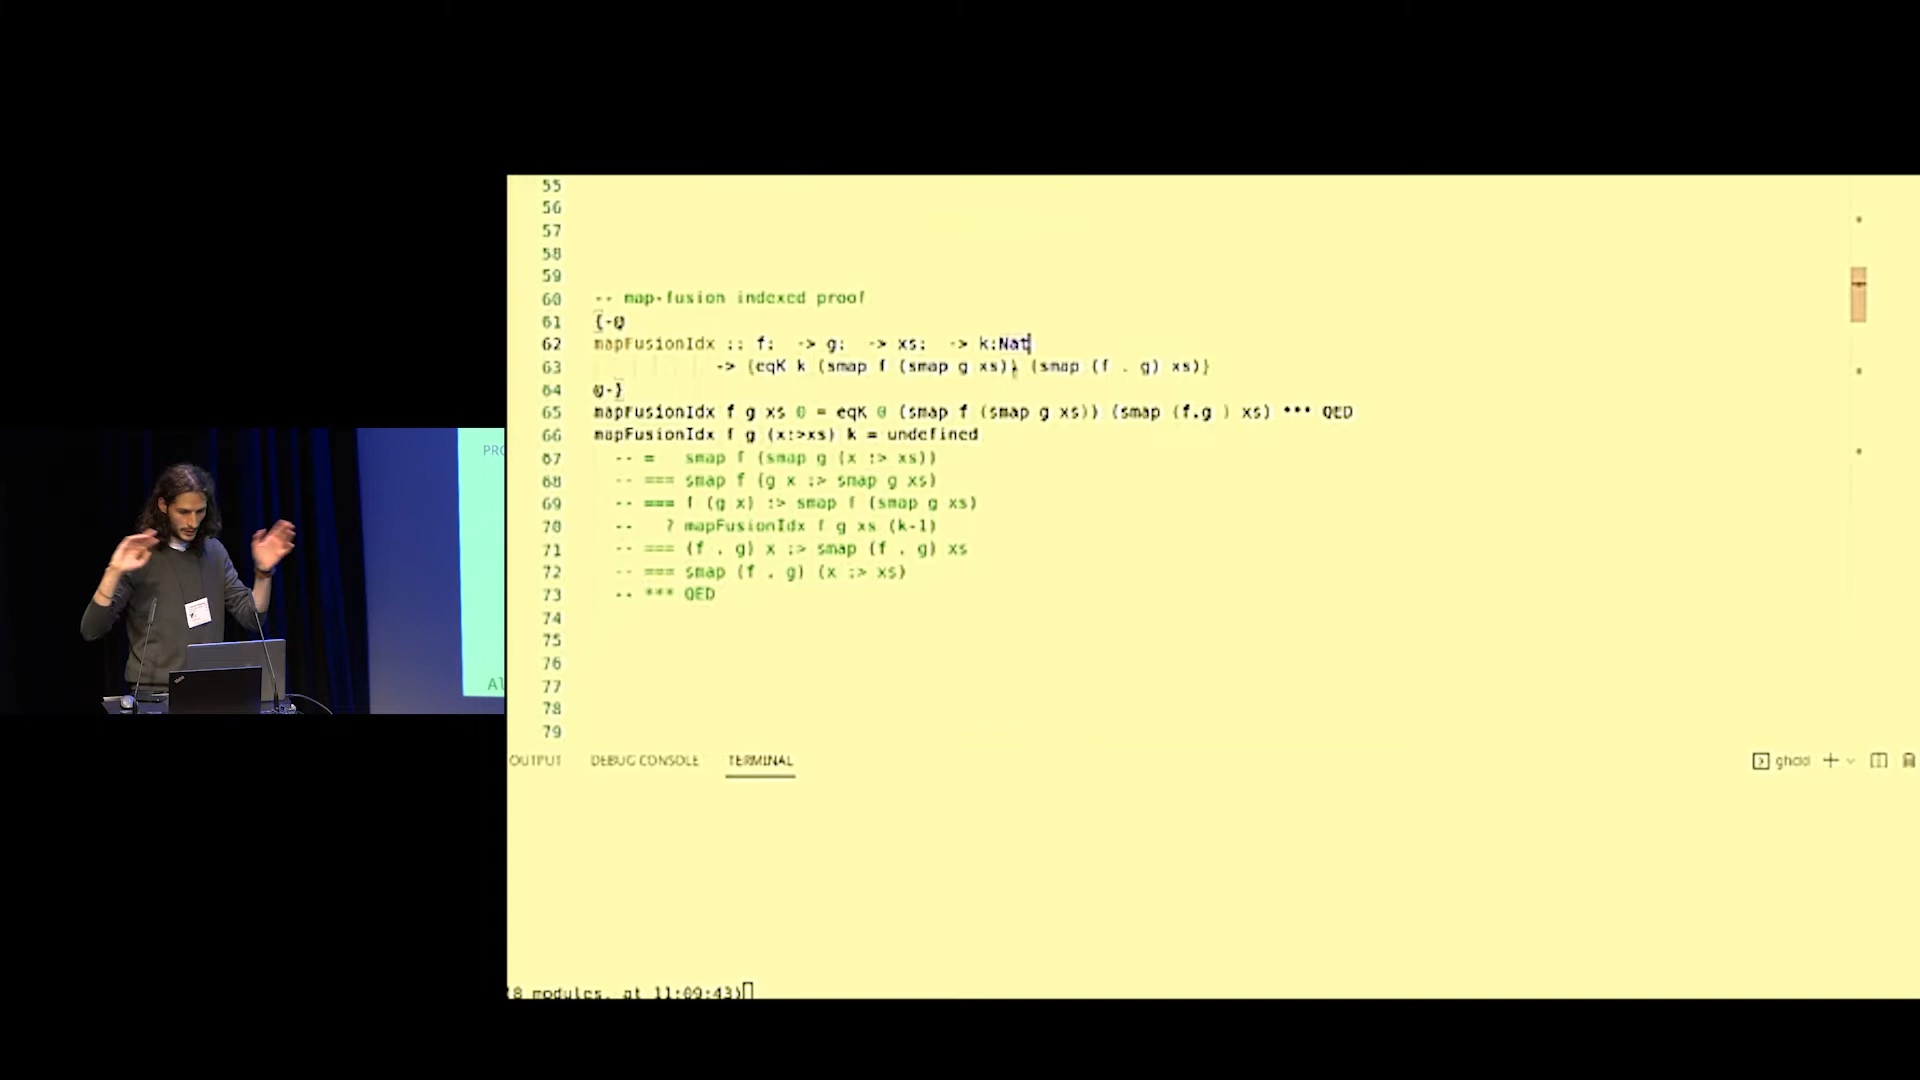 55
56
57
58
59
60 -- map-fusion indexed proof
61 {-@
62 mapFusionIdx :: f: -> g: -> xs: -> k:Nat
63 -> {eqK k (smap f (smap g xs)) (smap (f . g) xs)}
64 @-}
65 mapFusionIdx f g xs 0 = eqK 0 (smap f (smap g xs)) (smap (f.g ) xs) *** QED
66 mapFusionIdx f g (x:>xs) k = undefined
67 -- = smap f (smap g (x :> xs))
68 -- === smap f (g x :> smap g xs)
69 -- === f (g x) :> smap f (smap g xs)
70 -- ? mapFusionIdx f g xs (k-1)
71 -- === (f . g) x :> smap (f . g) xs
72 -- === smap (f . g) (x :> xs)
73 -- *** QED
74
75
76
77
78
79
OUTPUT DEBUG CONSOLE TERMINAL
ghcid
8 modules, at 11:09:43)
PRO
Al